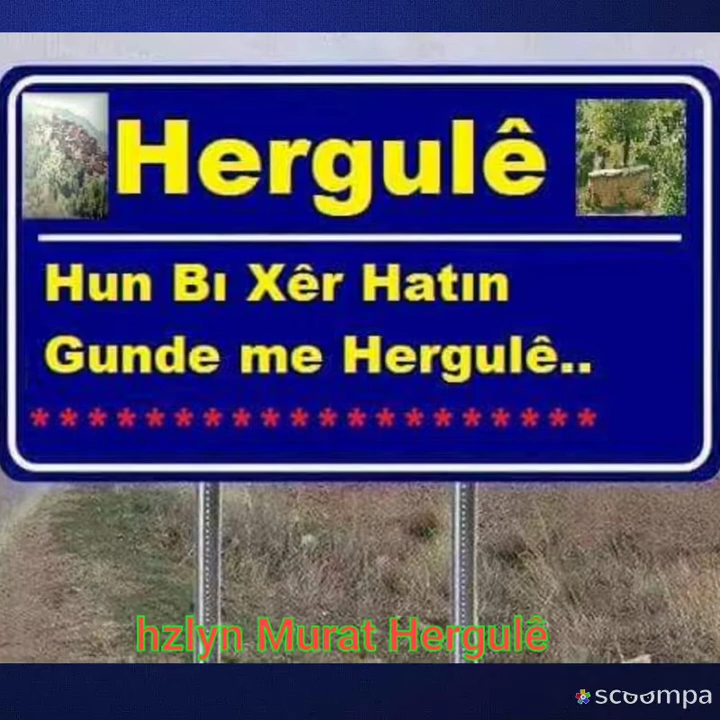 Hergulê
Hun Bı Xêr Hatın
Gunde me Hergulê..
********************
hzlyn Murat Hergulê
scoompa